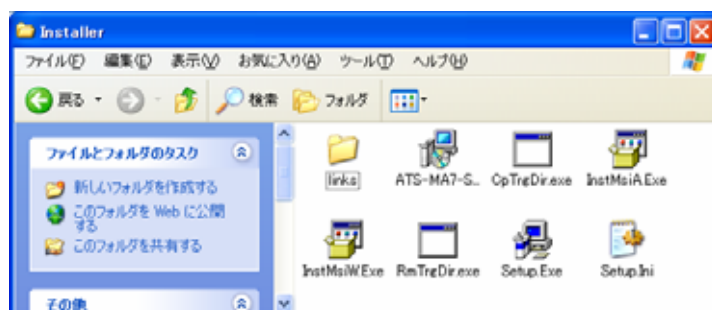 Installer
ファイル(F) 編集(E) 表示(V) お気に入り(A) ツール(T) ヘルプ(H)
戻る 検索 フォルダ
ファイルとフォルダのタスク
新しいフォルダを作成する
このフォルダを Web に公開
する
このフォルダを共有する
その他
links ATS-MA7-S... CpTrgDir.exe InstMsiA.Exe
InstMsiW.Exe RmTrgDir.exe Setup.Exe Setup.Ini